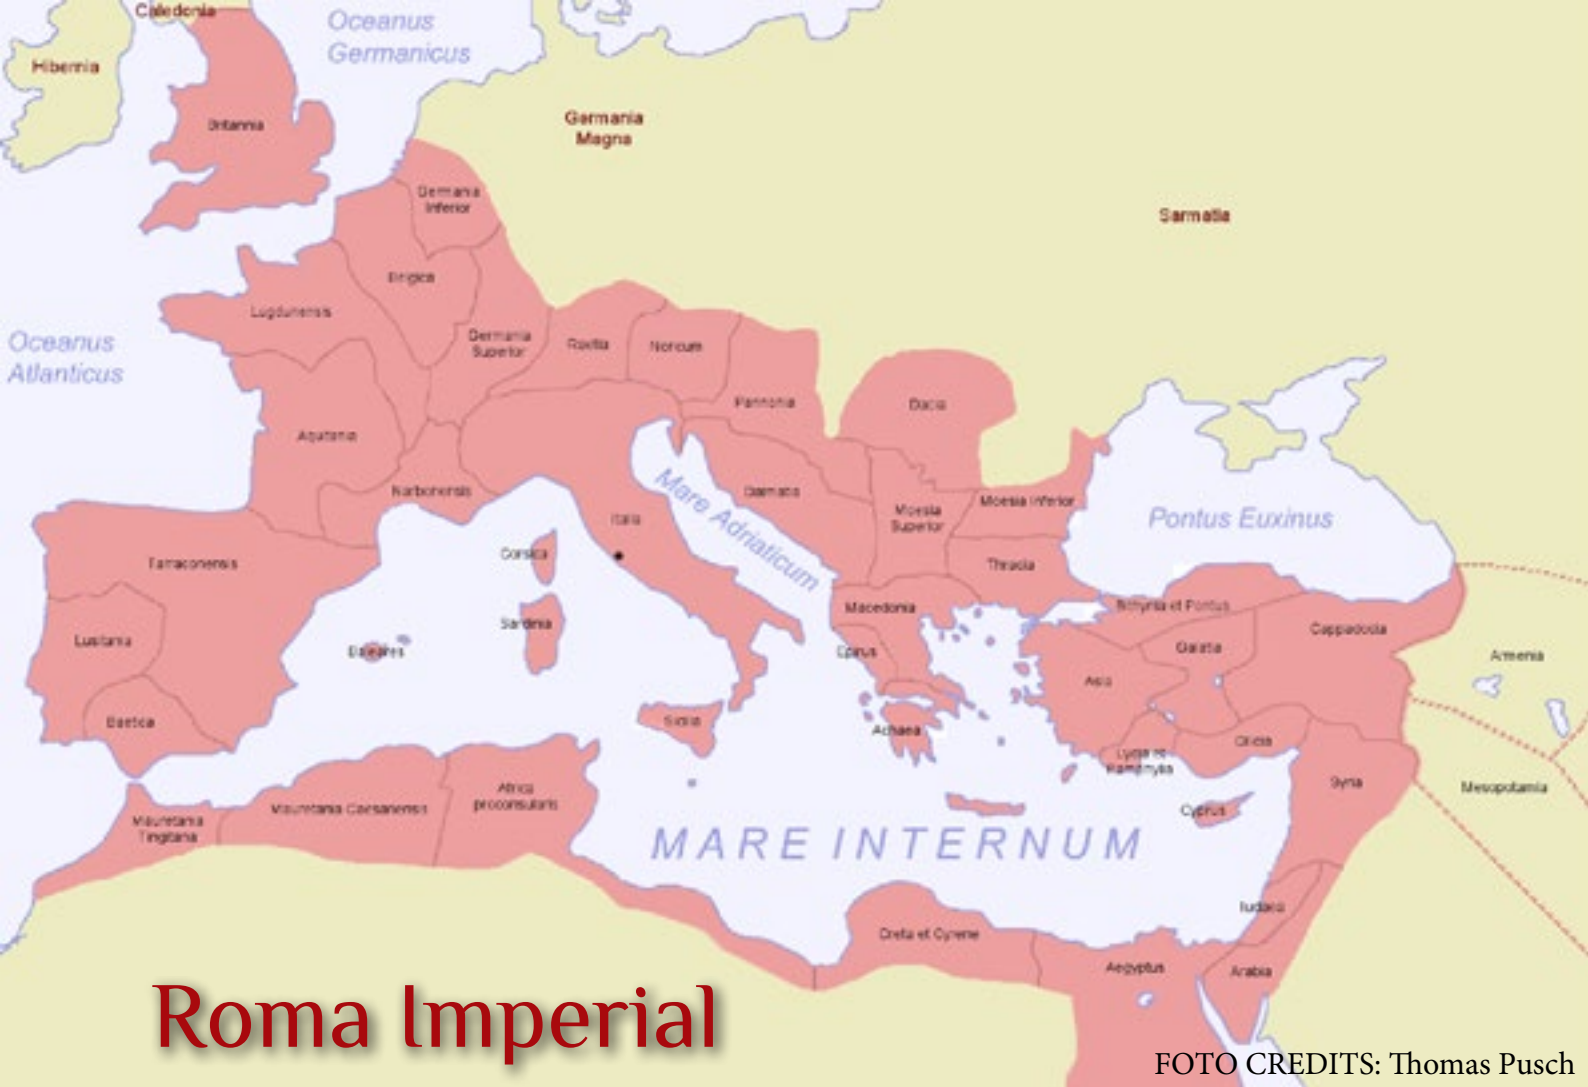 Caledonia
Oceanus
Germanicus
Hibernia
Britannia
Germania
Magna
Germania
Inferior
Sarmatia
Belgica
Lugdunensis
Oceanus
Atlanticus
Germania
Superior
Raetia
Noricum
Pannonia
Dacia
Aquitania
Narbonensis
Dalmatia
Mare Adriaticum
Moesia
Superior
Moesia Inferior
Pontus Euxinus
Italia
Corsica
Tarraconensis
Thracia
Macedonia
Bithynia et Pontus
Sardinia
Cappadocia
Lusitania
Baleares
Epirus
Galatia
Armenia
Asia
Baetica
Sicilia
Achaea
Cilicia
Lycia et
Pamphylia
Syria
Mesopotamia
Africa
proconsularis
Mauretania Caesariensis
Mauretania
Tingitana
Cyprus
MARE INTERNUM
Iudaea
Creta et Cyrene
Aegyptus
Arabia
Roma Imperial
FOTO CREDITS: Thomas Pusch